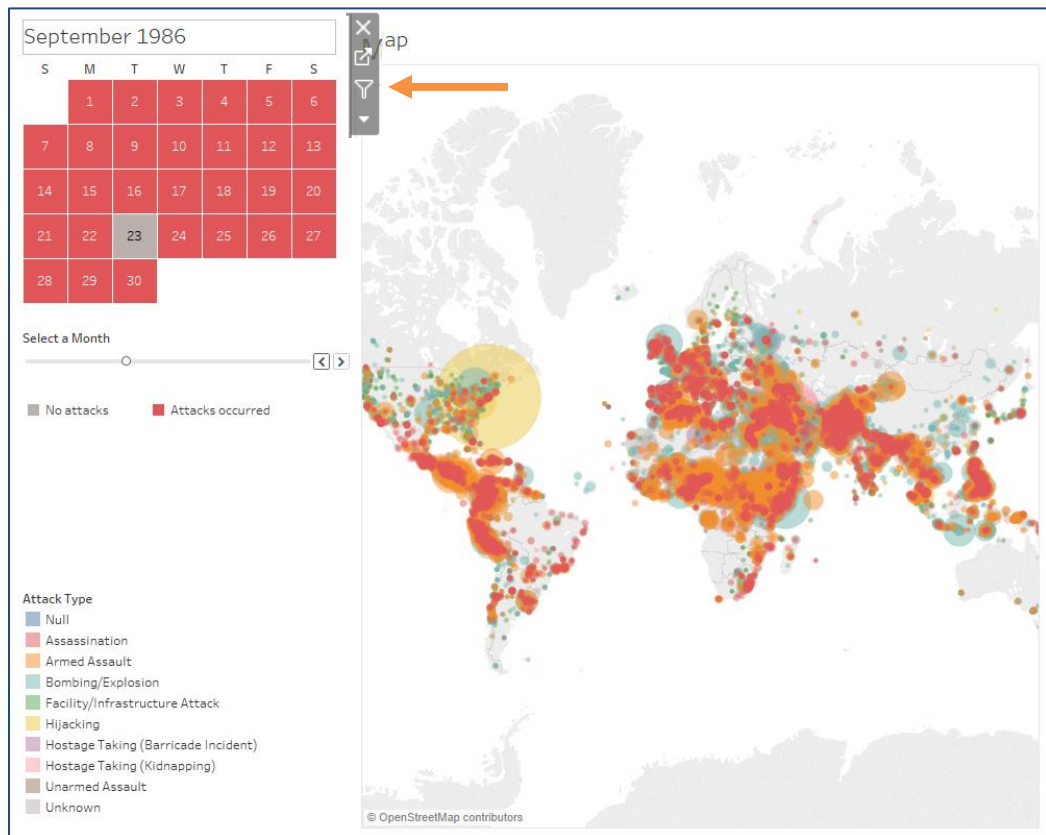 September 1986
Map
S M T W T F S
1 2 3 4 5 6
7 8 9 10 11 12 13
14 15 16 17 18 19 20
21 22 23 24 25 26 27
28 29 30
Select a Month
No attacks Attacks occurred
Attack Type
Null
Assassination
Armed Assault
Bombing/Explosion
Facility/Infrastructure Attack
Hijacking
Hostage Taking (Barricade Incident)
Hostage Taking (Kidnapping)
Unarmed Assault
Unknown
© OpenStreetMap contributors